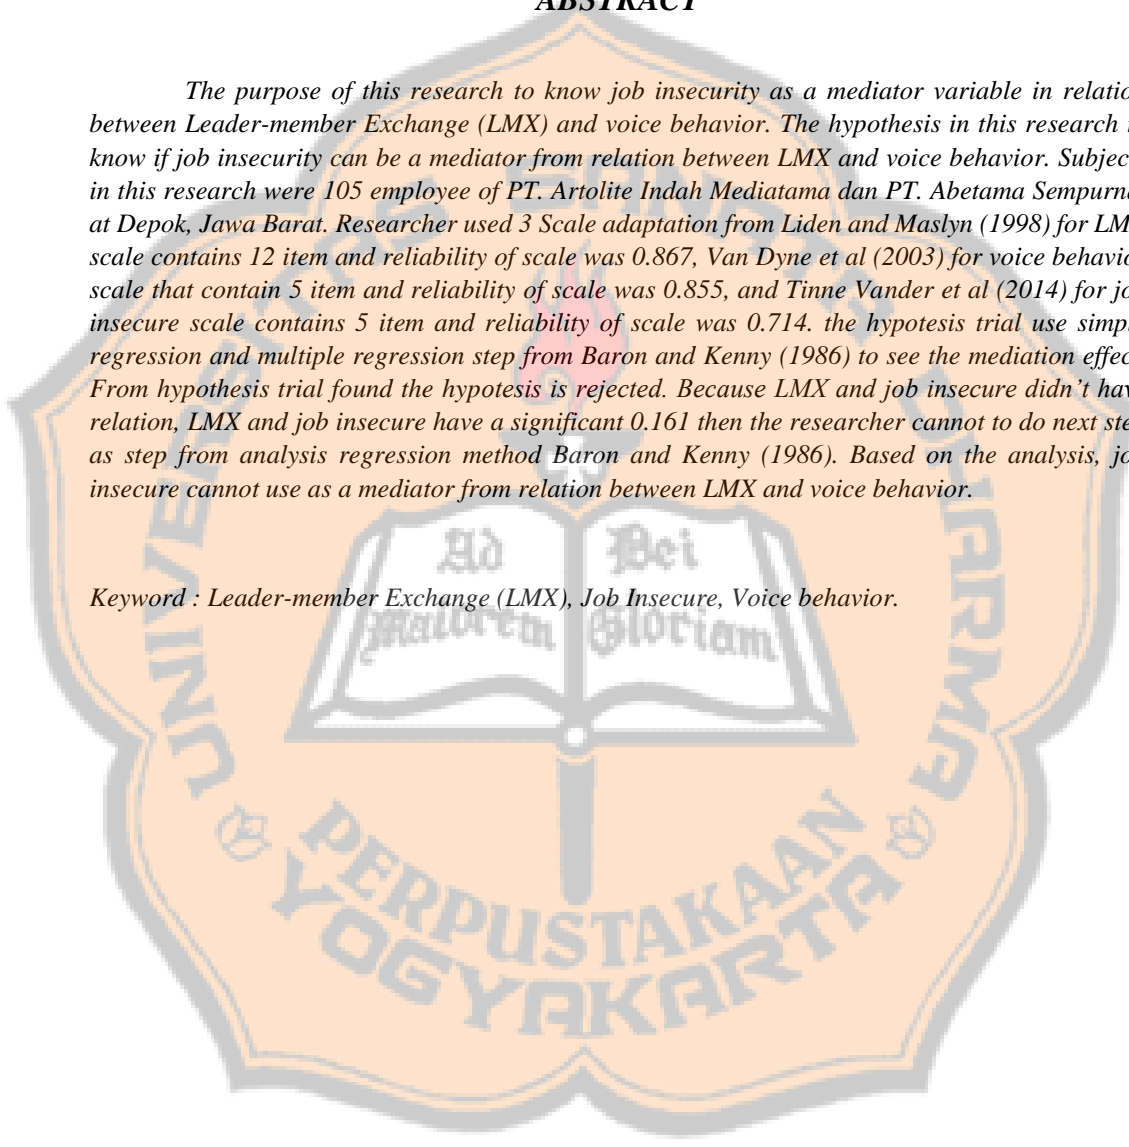 ABSTRACT
The purpose of this research to know job insecurity as a mediator variable in relatio
between Leader-member Exchange (LMX) and voice behavior. The hypothesis in this research
know if job insecurity can be a mediator from relation between LMX and voice behavior. Subjec
in this research were 105 employee of PT. Artolite Indah Mediatama dan PT. Abetama Sempurn
at Depok, Jawa Barat. Researcher used 3 Scale adaptation from Liden and Maslyn (1998) for LM
scale contains 12 item and reliability of scale was 0.867, Van Dyne et al (2003) for voice behavio
scale that contain 5 item and reliability of scale was 0.855, and Tinne Vander et al (2014) for jo
insecure scale contains 5 item and reliability of scale was 0.714. the hypotesis trial use simpl
regression and multiple regression step from Baron and Kenny (1986) to see the mediation effec
From hypothesis trial found the hypotesis is rejected. Because LMX and job insecure didn't hav
relation, LMX and job insecure have a significant 0.161 then the researcher cannot to do next ste
as step from analysis regression method Baron and Kenny (1986). Based on the analysis, jo
insecure cannot use as a mediator from relation between LMX and voice behavior.
Keyword : Leader-member Exchange (LMX), Job Insecure, Voice behavior.
UNIVERSITAS SANATA DHARMA
Ad Dei
Maiorem Gloriam
PERPUSTAKAAN
YOGYAKARTA